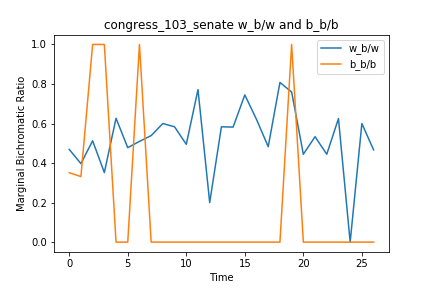 congress_103_senate w_b/w and b_b/b
w_b/w
b_b/b
Marginal Bichromatic Ratio
1.0
0.8
0.6
0.4
0.2
0.0
0 5 10 15 20 25
Time